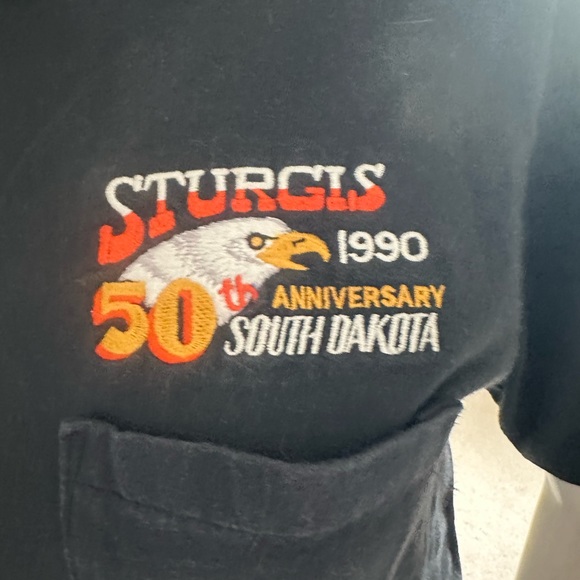 STURGIS
1990
50th ANNIVERSARY
SOUTH DAKOTA